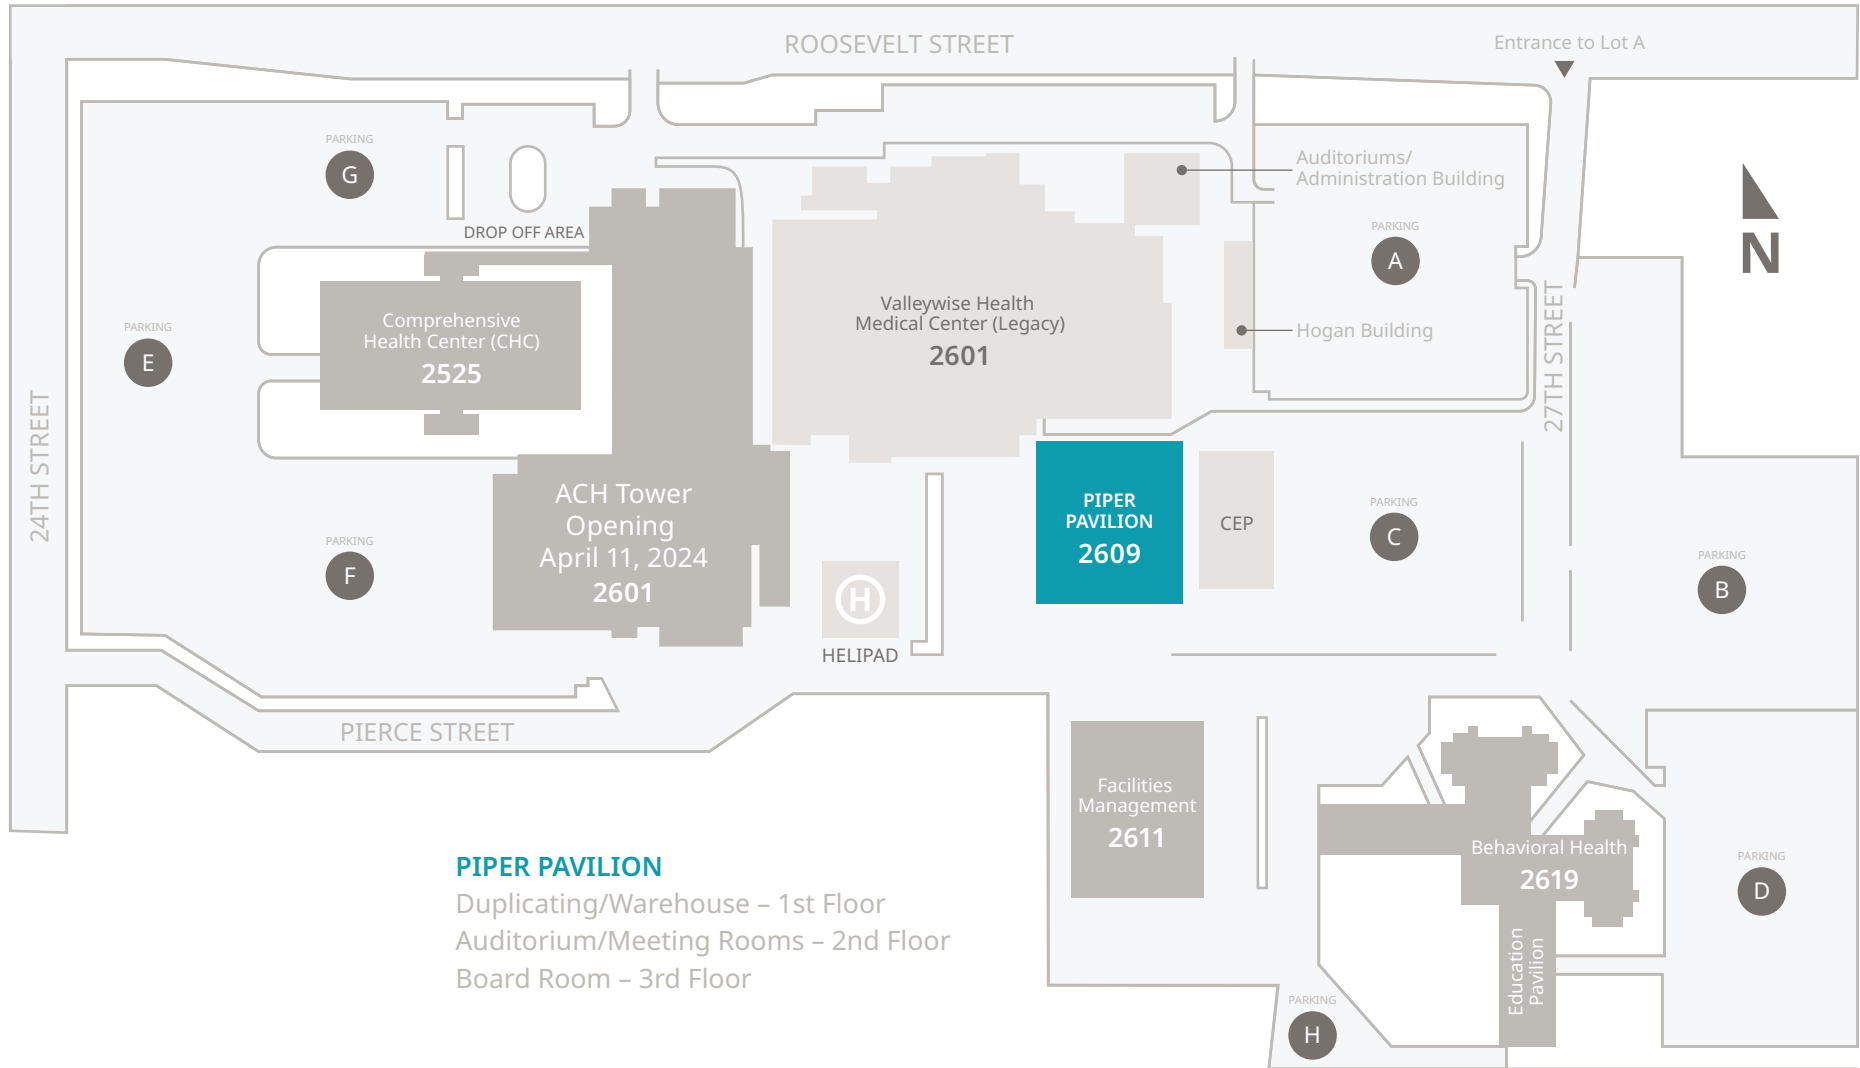 ROOSEVELT STREET
Entrance to Lot A
PARKING
G
Auditoriums/
Administration Building
DROP OFF AREA
PARKING
A
N
Comprehensive
Health Center (CHC)
2525
Valleywise Health
Medical Center (Legacy)
2601
Hogan Building
PARKING
E
27TH STREET
24TH STREET
ACH Tower
Opening
April 11, 2024
2601
PIPER
PAVILION
2609
CEP
PARKING
C
PARKING
F
PARKING
B
H
HELIPAD
PIERCE STREET
Facilities
Management
2611
Behavioral Health
2619
PARKING
D
Education
Pavilion
PIPER PAVILION
Duplicating/Warehouse – 1st Floor
Auditorium/Meeting Rooms – 2nd Floor
Board Room – 3rd Floor
PARKING
H